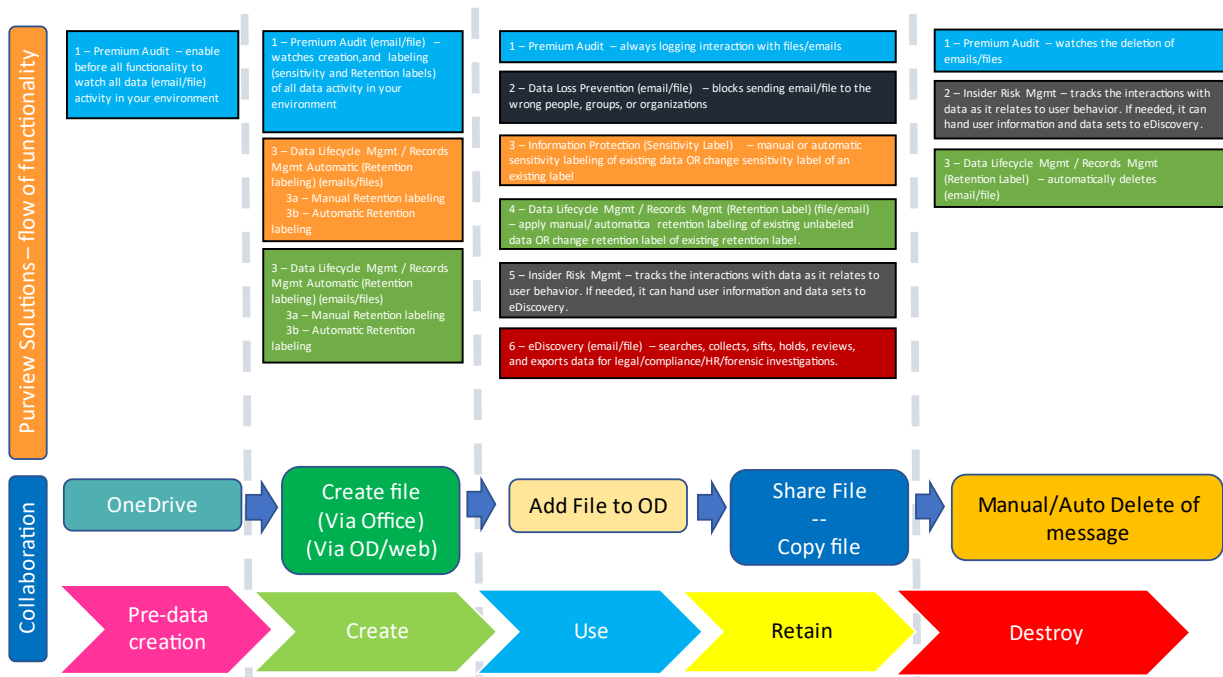 Purview Solutions – flow of functionality
1 – Premium Audit – enable
before all functionality to
watch all data (email/file)
activity in your environment
1 – Premium Audit (email/file) –
watches creation,and labeling
(sensitivity and Retention labels)
of all data activity in your
environment
3 – Data Lifecycle Mgmt / Records
Mgmt Automatic (Retention
labeling) (emails/files)
3a – Manual Retention labeling
3b – Automatic Retention
labeling
3 – Data Lifecycle Mgmt / Records
Mgmt Automatic (Retention
labeling) (emails/files)
3a – Manual Retention labeling
3b – Automatic Retention
labeling
1 – Premium Audit – always logging interaction with files/emails
2 – Data Loss Prevention (email/file) – blocks sending email/file to the
wrong people, groups, or organizations
3 – Information Protection (Sensitivity Label) – manual or automatic
sensitivity labeling of existing data OR change sensitivity label of an
existing label
4 – Data Lifecycle Mgmt / Records Mgmt (Retention Label) (file/email)
– apply manual/ automatica retention labeling of existing unlabeled
data OR change retention label of existing retention label.
5 – Insider Risk Mgmt – tracks the interactions with data as it relates to
user behavior. If needed, it can hand user information and data sets to
eDiscovery.
6 – eDiscovery (email/file) – searches, collects, sifts, holds, reviews,
and exports data for legal/compliance/HR/forensic investigations.
1 – Premium Audit – watches the deletion of
emails/files
2 – Insider Risk Mgmt – tracks the interactions with
data as it relates to user behavior. If needed, it can
hand user information and data sets to eDiscovery.
3 – Data Lifecycle Mgmt / Records Mgmt
(Retention Label) – automatically deletes
(email/file)
Collaboration
OneDrive
Create file
(Via Office)
(Via OD/web)
Add File to OD
Share File
--
Copy file
Manual/Auto Delete of
message
Pre-data
creation
Create
Use
Retain
Destroy